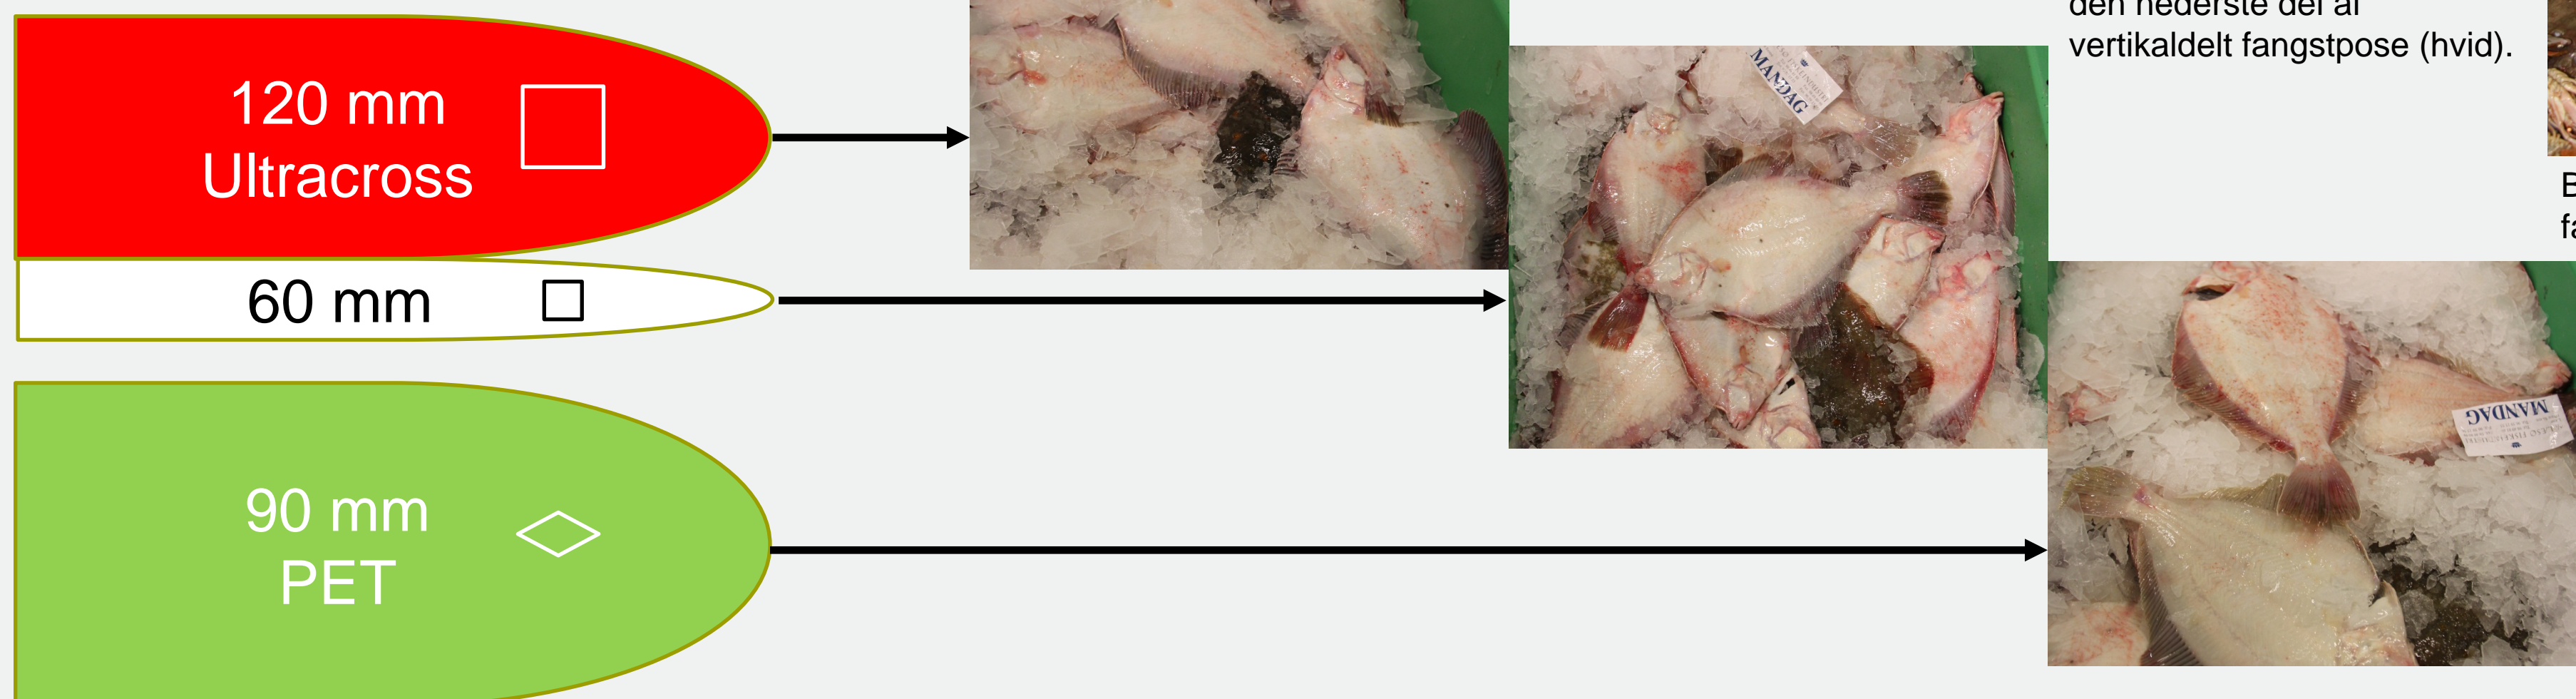 120 mm
Ultracross
60 mm
90 mm
PET
MANDAG
vertikaldelt fangstpose (hvid).
MANDAG